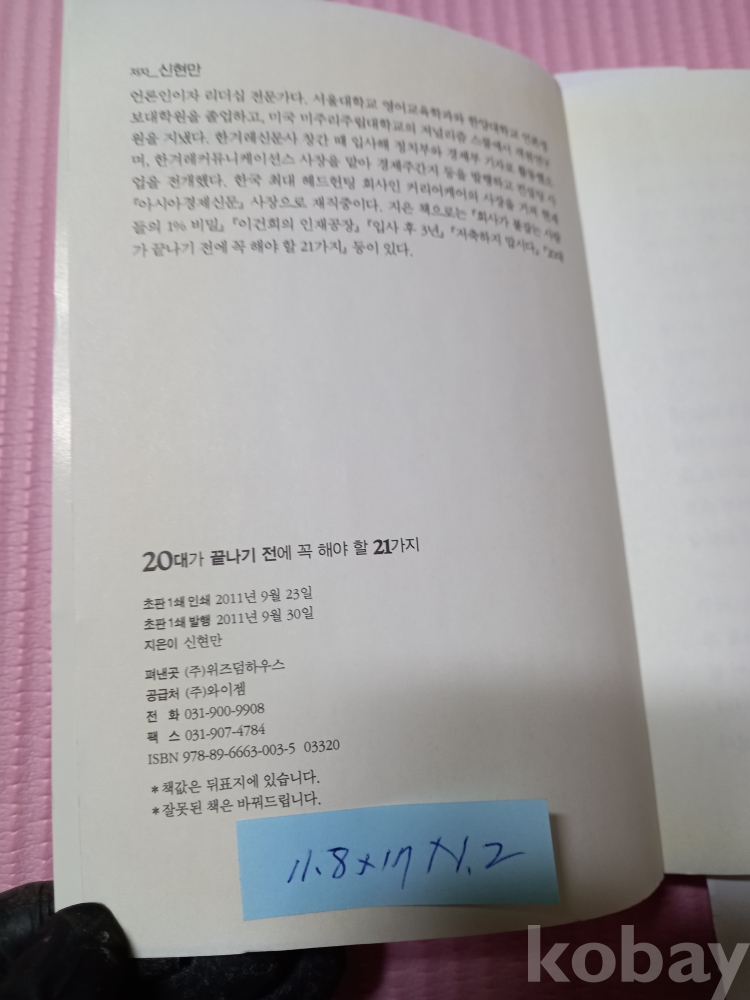 저자_신현만
언론인이자 리더십 전문가다. 서울대학교 영어교육학과와 한양대학교 언론정
보대학원을 졸업하고, 미국 미주리주립대학교의 저널리즘 스쿨에서 객원연구
원을 지냈다. 한겨레신문사 창간 때 입사해 정치부와 경제부 기자로 활동했으
며, 한겨레커뮤니케이션스 사장을 맡아 경제주간지 등을 발행하고 컨설팅 사
업을 전개했다. 한국 최대 헤드헌팅 회사인 커리어케어의 사장을 거쳐 현재
『아시아경제신문』 사장으로 재직중이다. 지은 책으로는 『회사가 붙잡는 사람
들의 1% 비밀』 『이건희의 인재공장』 『입사 후 3년』 『저축하지 맙시다』 『20대
가 끝나기 전에 꼭 해야 할 21가지』 등이 있다.
20대가 끝나기 전에 꼭 해야 할 21가지
초판 1쇄 인쇄 2011년 9월 23일
초판 1쇄 발행 2011년 9월 30일
지은이 신현만
펴낸곳 (주)위즈덤하우스
공급처 (주)와이젬
전 화 031-900-9908
팩 스 031-907-4784
ISBN 978-89-6663-003-5 03320
*책값은 뒤표지에 있습니다.
*잘못된 책은 바꿔드립니다.
11.8×17×1.2
kobay